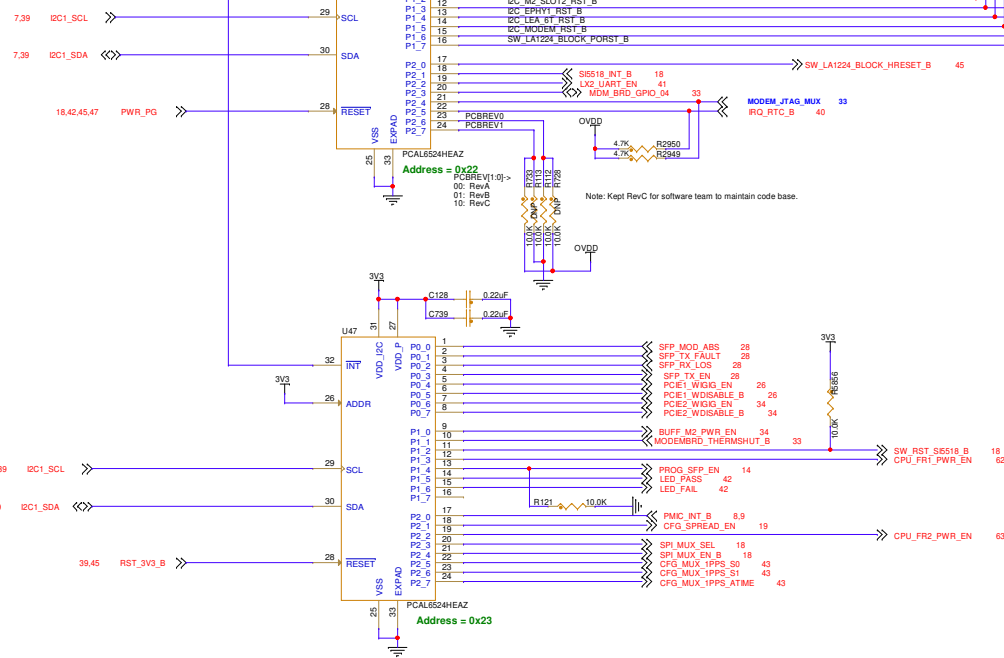 12 I2C_M2_SLOT2_RST_B
P1_3 13 I2C_EPHY1_RST_B
7,39 I2C1_SCL 29 SCL P1_4 14 I2C_LEA_6T_RST_B
P1_5 15 I2C_MODEM_RST_B
P1_6 16 SW_LA1224_BLOCK_PORST_B
P1_7
7,39 I2C1_SDA 30 SDA
P2_0 17 SW_LA1224_BLOCK_HRESET_B 45
P2_1 18 SI5518_INT_B 18
P2_2 19 LX2_UART_EN 41
P2_3 20 MDM_BRD_GPIO_04 33
P2_4 21 MODEM_JTAG_MUX 33
18,42,45,47 PWR_PG 28 RESET P2_5 22 IRQ_RTC_B 40
P2_6 23 PCBREV0
P2_7 24 PCBREV1
OVDD
VSS EXPAD
4.7K R2950
4.7K R2949
25 33
PCAL6524HEAZ
Address = 0x22
PCBREV[1:0]->
00: RevA
01: RevB
10: RevC
R733 R113 R112 R728
DNP DNP
10.0K 10.0K 10.0K 10.0K
Note: Kept RevC for software team to maintain code base.
OVDD
3V3
C128 0.22uF
C739 0.22uF
31 27
U47
VDD_I2C VDD_P
P0_0 1 SFP_MOD_ABS 28
P0_1 2 SFP_TX_FAULT 28
32 INT P0_2 3 SFP_RX_LOS 28
P0_3 4 SFP_TX_EN 28
P0_4 5 PCIE1_WIGIG_EN 26
P0_5 6 PCIE1_WDISABLE_B 26
3V3
26 ADDR P0_6 7 PCIE2_WIGIG_EN 34
P0_7 8 PCIE2_WDISABLE_B 34
3V3
R5856
10.0K
P1_0 9 BUFF_M2_PWR_EN 34
P1_1 10 MODEMBRD_THERMSHUT_B 33
P1_2 11 SW_RST_SI5518_B 18
P1_3 12 CPU_FR1_PWR_EN 62
39 I2C1_SCL 29 SCL P1_4 13 PROG_SFP_EN 14
P1_5 14 LED_PASS 42
P1_6 15 LED_FAIL 42
P1_7 16
R121 10.0K
I2C1_SDA 30 SDA
P2_0 17 PMIC_INT_B 8,9
P2_1 18 CFG_SPREAD_EN 19
P2_2 19 CPU_FR2_PWR_EN 63
P2_3 20 SPI_MUX_SEL 18
P2_4 21 SPI_MUX_EN_B 18
39,45 RST_3V3_B 28 RESET P2_5 22 CFG_MUX_1PPS_S0 43
P2_6 23 CFG_MUX_1PPS_S1 43
P2_7 24 CFG_MUX_1PPS_ATIME 43
VSS EXPAD
25 33
PCAL6524HEAZ
Address = 0x23